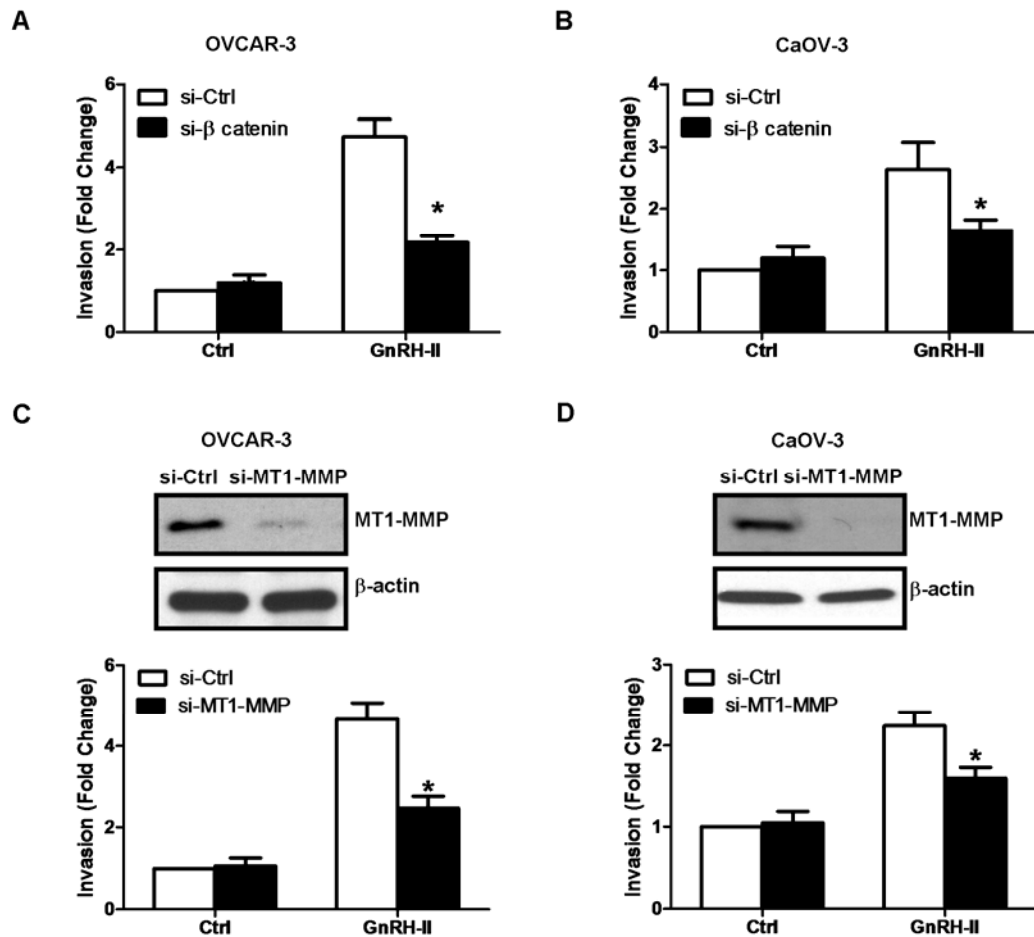 A
OVCAR-3
Invasion (Fold Change)
6
4
2
0
si-Ctrl
si-β catenin
*
Ctrl
GnRH-II
B
CaOV-3
Invasion (Fold Change)
4
3
2
1
0
si-Ctrl
si-β catenin
*
Ctrl
GnRH-II
C
OVCAR-3
si-Ctrl si-MT1-MMP
MT1-MMP
β-actin
Invasion (Fold Change)
6
4
2
0
si-Ctrl
si-MT1-MMP
*
Ctrl
GnRH-II
D
CaOV-3
si-Ctrl si-MT1-MMP
MT1-MMP
β-actin
Invasion (Fold Change)
3
2
1
0
si-Ctrl
si-MT1-MMP
*
Ctrl
GnRH-II